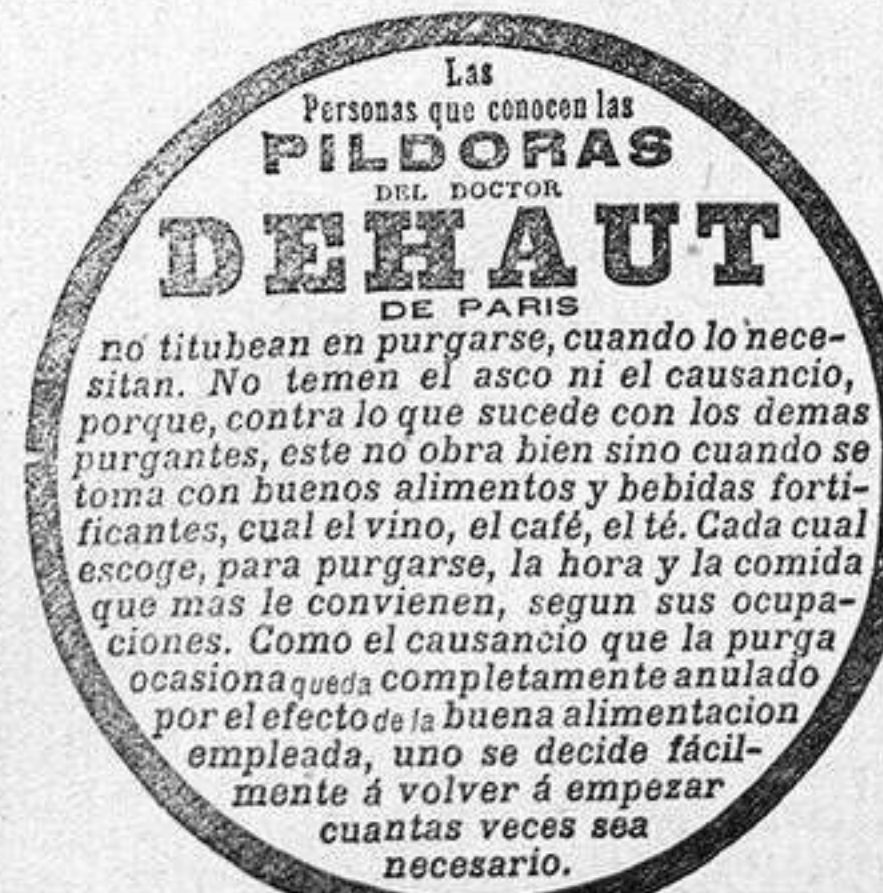 Las
Personas que conocen las
PILDORAS
DEL DOCTOR
DEHAUT
DE PARIS
no titubean en purgarse, cuando lo nece-
sitan. No temen el asco ni el causancio,
porque, contra lo que sucede con los demas
purgantes, este no obra bien sino cuando se
toma con buenos alimentos y bebidas forti-
ficantes, cual el vino, el café, el té. Cada cual
escoge, para purgarse, la hora y la comida
que mas le convienen, segun sus ocupa-
ciones. Como el causancio que la purga
ocasiona queda completamente anulado
por el efecto de la buena alimentacion
empleada, uno se decide fácil-
mente á volver á empezar
cuantas veces sea
necesario.